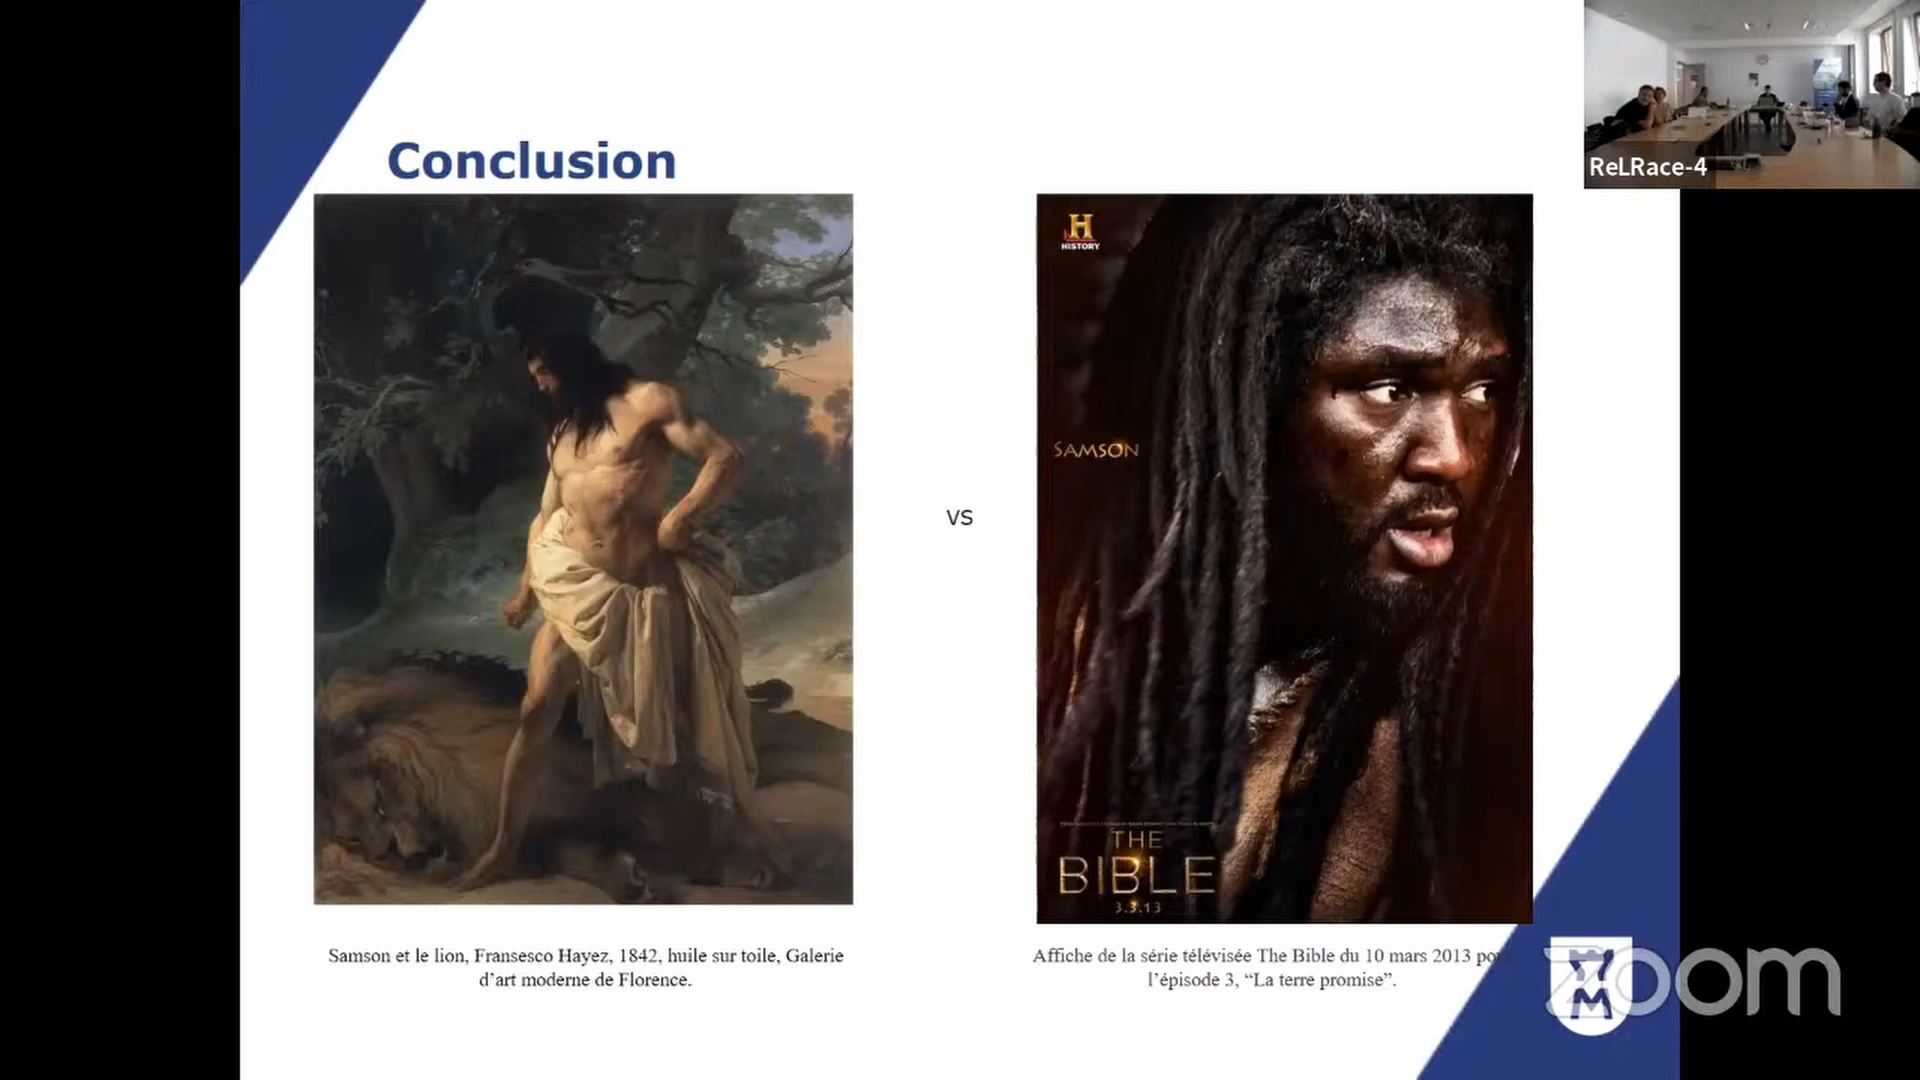 Conclusion
ReLRace-4
H
HISTORY
SAMSON
vs
THE
BIBLE
3.3.13
Samson et le lion, Fransesco Hayez, 1842, huile sur toile, Galerie
d’art moderne de Florence.
Affiche de la série télévisée The Bible du 10 mars 2013
l’épisode 3, “La terre promise”.
zoom